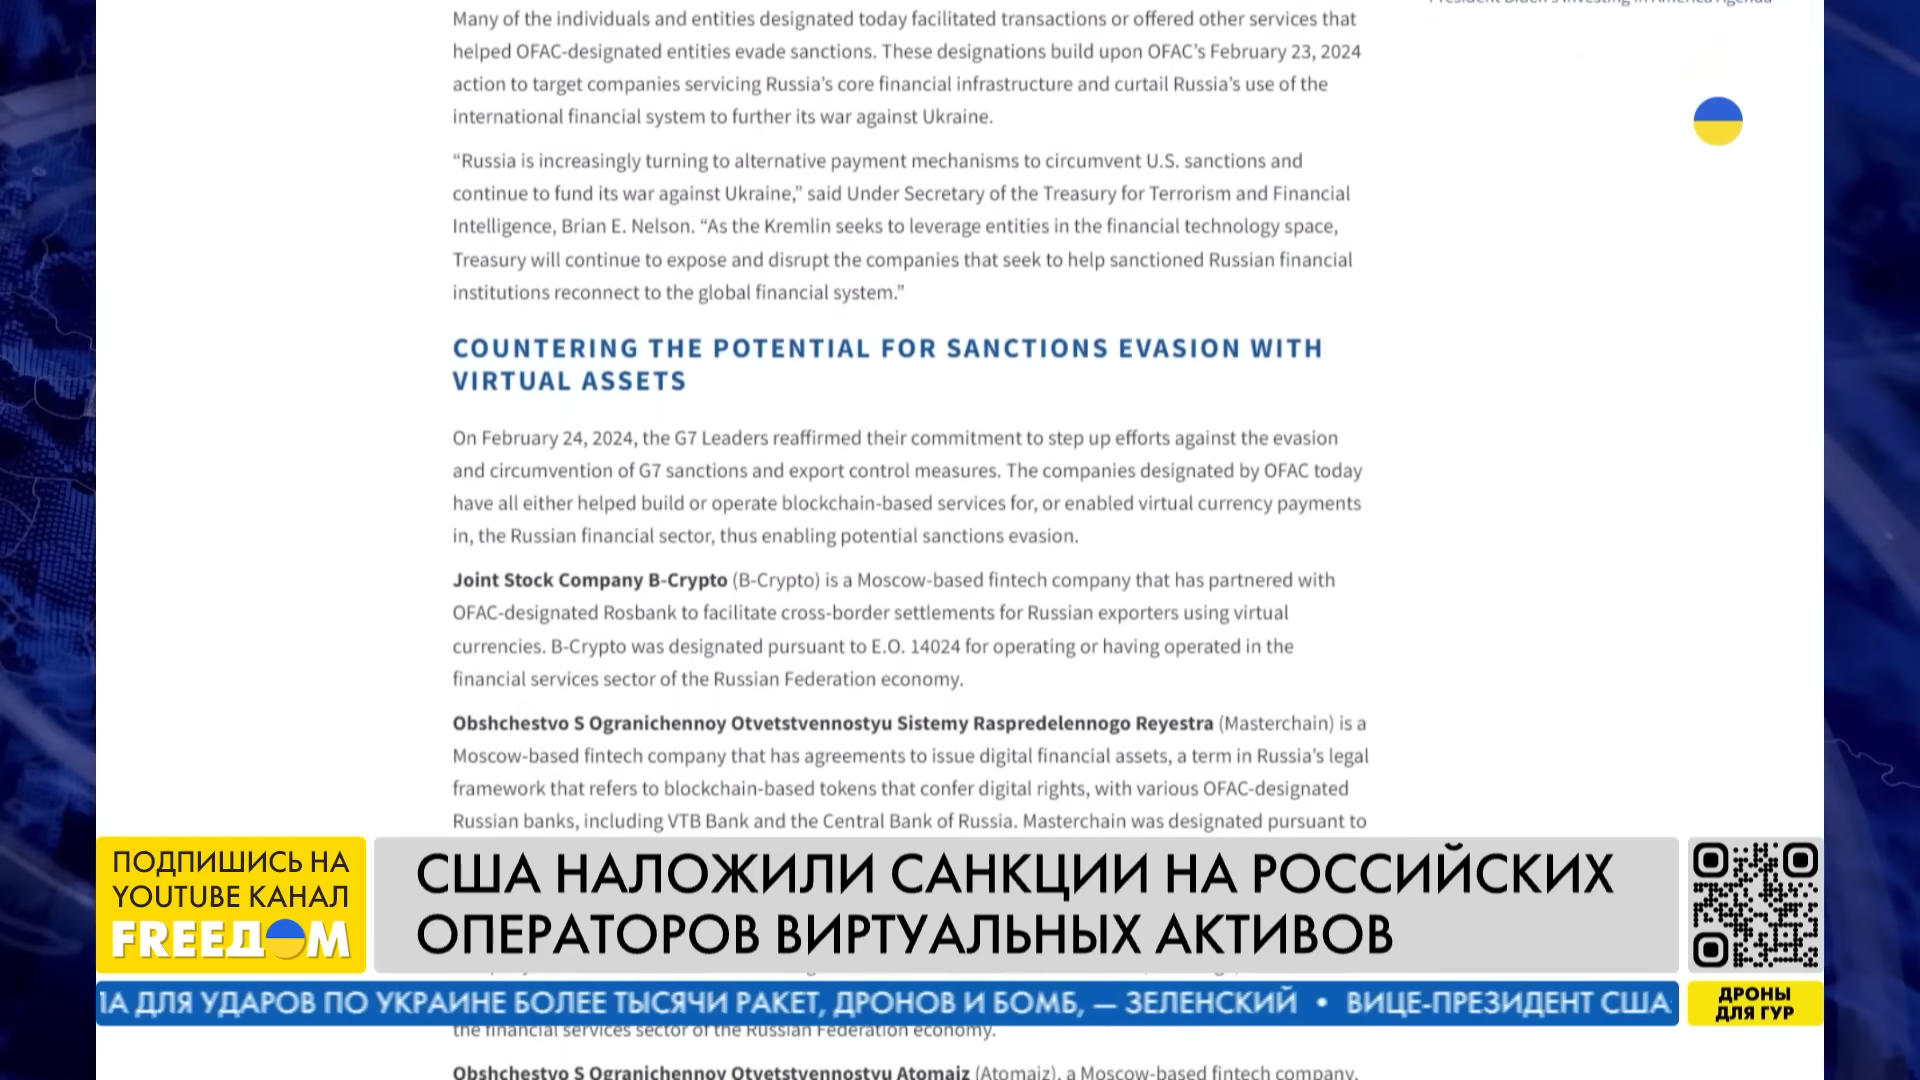 President Biden's Investing in America Agenda
Many of the individuals and entities designated today facilitated transactions or offered other services that
helped OFAC-designated entities evade sanctions. These designations build upon OFAC’s February 23, 2024
action to target companies servicing Russia’s core financial infrastructure and curtail Russia’s use of the
international financial system to further its war against Ukraine.
“Russia is increasingly turning to alternative payment mechanisms to circumvent U.S. sanctions and
continue to fund its war against Ukraine,” said Under Secretary of the Treasury for Terrorism and Financial
Intelligence, Brian E. Nelson. “As the Kremlin seeks to leverage entities in the financial technology space,
Treasury will continue to expose and disrupt the companies that seek to help sanctioned Russian financial
institutions reconnect to the global financial system.”
COUNTERING THE POTENTIAL FOR SANCTIONS EVASION WITH
VIRTUAL ASSETS
On February 24, 2024, the G7 Leaders reaffirmed their commitment to step up efforts against the evasion
and circumvention of G7 sanctions and export control measures. The companies designated by OFAC today
have all either helped build or operate blockchain-based services for, or enabled virtual currency payments
in, the Russian financial sector, thus enabling potential sanctions evasion.
Joint Stock Company B-Crypto (B-Crypto) is a Moscow-based fintech company that has partnered with
OFAC-designated Rosbank to facilitate cross-border settlements for Russian exporters using virtual
currencies. B-Crypto was designated pursuant to E.O. 14024 for operating or having operated in the
financial services sector of the Russian Federation economy.
Obshchestvo S Ogranichennoy Otvetstvennostyu Sistemy Raspredelennogo Reyestra (Masterchain) is a
Moscow-based fintech company that has agreements to issue digital financial assets, a term in Russia’s legal
framework that refers to blockchain-based tokens that confer digital rights, with various OFAC-designated
Russian banks, including VTB Bank and the Central Bank of Russia. Masterchain was designated pursuant to
ПОДПИШИСЬ НА
YOUTUBE КАНАЛ
FREEДOM
США НАЛОЖИЛИ САНКЦИИ НА РОССИЙСКИХ
ОПЕРАТОРОВ ВИРТУАЛЬНЫХ АКТИВОВ
ЛА ДЛЯ УДАРОВ ПО УКРАИНЕ БОЛЕЕ ТЫСЯЧИ РАКЕТ, ДРОНОВ И БОМБ, — ЗЕЛЕНСКИЙ • ВИЦЕ-ПРЕЗИДЕНТ США
ДРОНЫ
ДЛЯ ГУР
the financial services sector of the Russian Federation economy.
Obshchestvo S Ogranichennoy Otvetstvennostyu Atomaiz (Atomaiz), a Moscow-based fintech company,